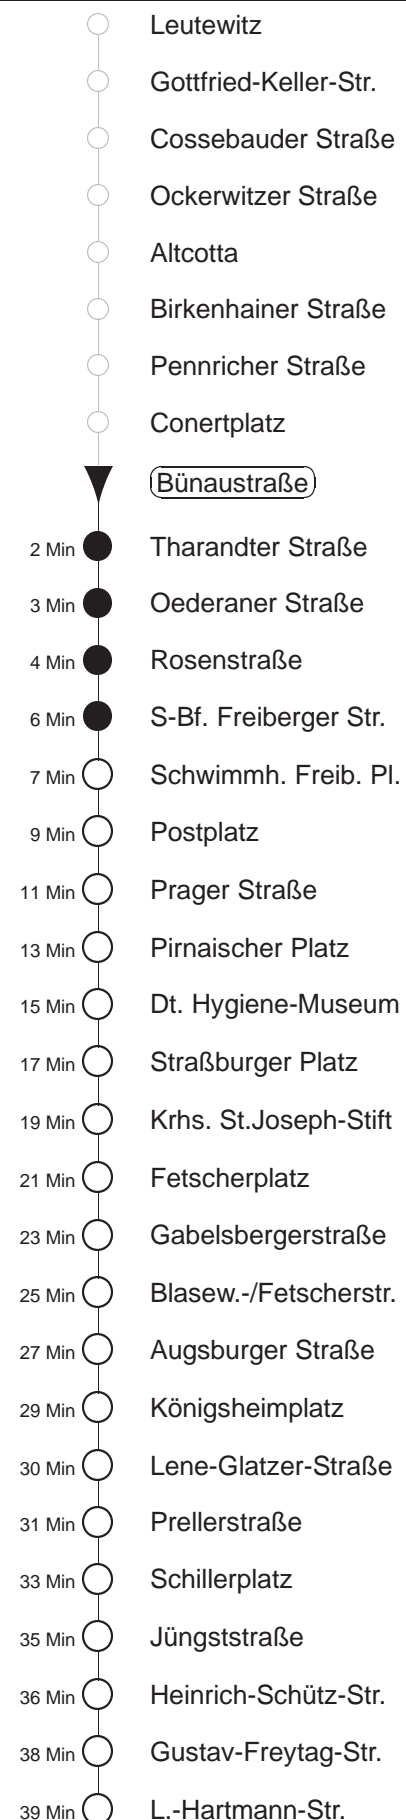 Leutewitz
Gottfried-Keller-Str.
Cossebauder Straße
Ockerwitzer Straße
Altcotta
Birkenhainer Straße
Pennricher Straße
Conertplatz
Bünaustraße
2 Min Tharandter Straße
3 Min Oederaner Straße
4 Min Rosenstraße
6 Min S-Bf. Freiberger Str.
7 Min Schwimmh. Freib. Pl.
9 Min Postplatz
11 Min Prager Straße
13 Min Pirnaischer Platz
15 Min Dt. Hygiene-Museum
17 Min Straßburger Platz
19 Min Krhs. St.Joseph-Stift
21 Min Fetscherplatz
23 Min Gabelsbergerstraße
25 Min Blasew.-/Fetscherstr.
27 Min Augsburger Straße
29 Min Königsheimplatz
30 Min Lene-Glatzer-Straße
31 Min Prellerstraße
33 Min Schillerplatz
35 Min Jüngststraße
36 Min Heinrich-Schütz-Str.
38 Min Gustav-Freytag-Str.
39 Min L.-Hartmann-Str.